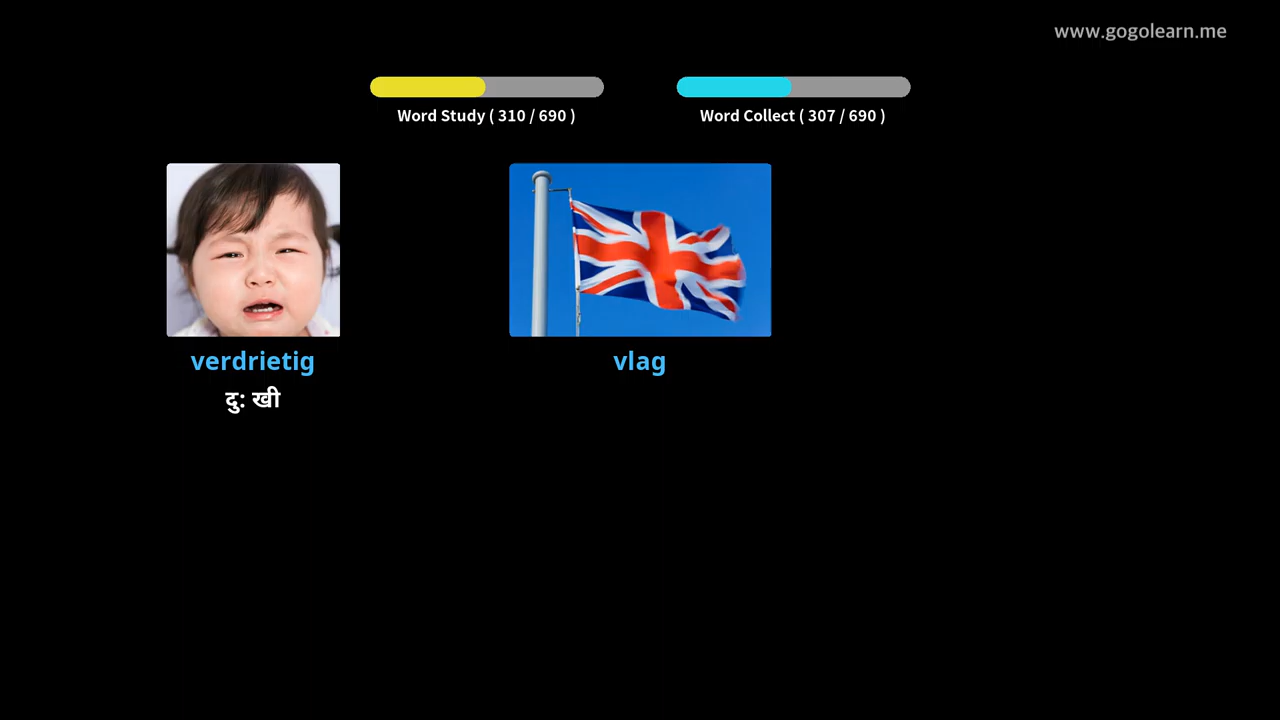 www.gogolearn.me
Word Study ( 310 / 690 )
Word Collect ( 307 / 690 )
verdrietig
vlag
दु: खी